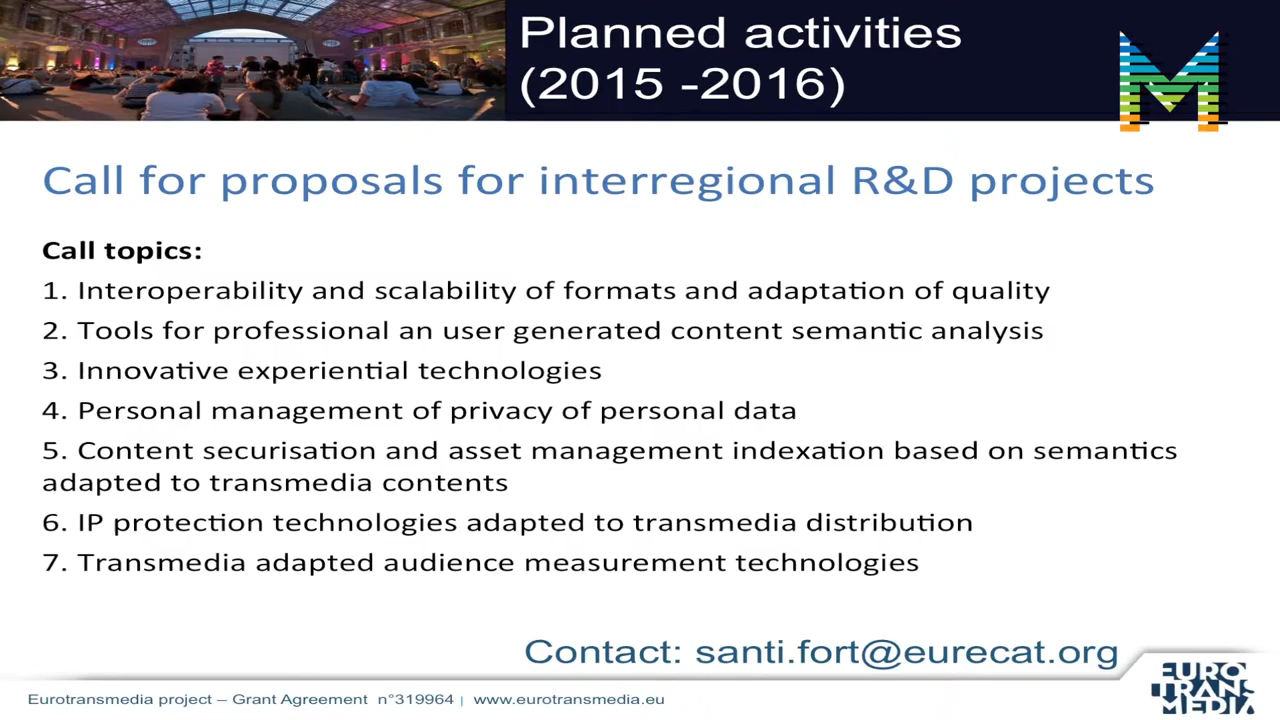 Planned activities
(2015 -2016)
Call for proposals for interregional R&D projects
Call topics:
1. Interoperability and scalability of formats and adaptation of quality
2. Tools for professional an user generated content semantic analysis
3. Innovative experiential technologies
4. Personal management of privacy of personal data
5. Content securisation and asset management indexation based on semantics
adapted to transmedia contents
6. IP protection technologies adapted to transmedia distribution
7. Transmedia adapted audience measurement technologies
Contact: santi.fort@eurecat.org
Eurotransmedia project – Grant Agreement n°319964 | www.eurotransmedia.eu
EURO
TRANS
MEDIA